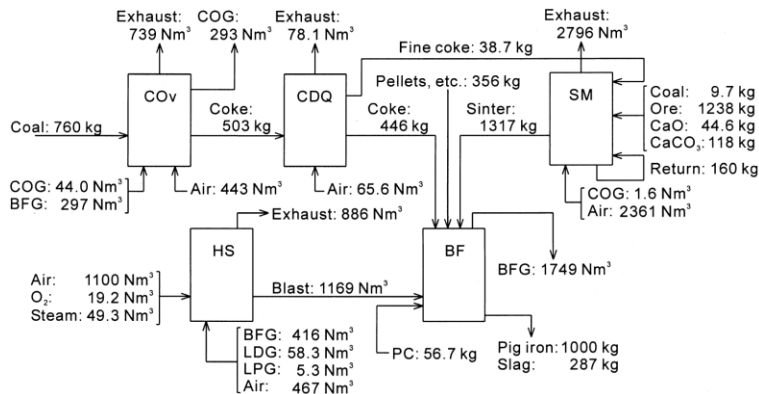 Exhaust:
739 Nm³
COG:
293 Nm³
Exhaust:
78.1 Nm³
Exhaust:
2796 Nm³
Fine coke: 38.7 kg
Pellets, etc.: 356 kg
COv
CDQ
SM
Coal: 760 kg
Coke:
503 kg
Coke:
446 kg
Sinter:
1317 kg
Coal: 9.7 kg
Ore: 1238 kg
CaO: 44.6 kg
CaCO₃: 118 kg
Return: 160 kg
COG: 44.0 Nm³
BFG: 297 Nm³
Air: 443 Nm³
Air: 65.6 Nm³
COG: 1.6 Nm³
Air: 2361 Nm³
Exhaust: 886 Nm³
HS
BF
BFG: 1749 Nm³
Air: 1100 Nm³
O₂: 19.2 Nm³
Steam: 49.3 Nm³
Blast: 1169 Nm³
BFG: 416 Nm³
LDG: 58.3 Nm³
LPG: 5.3 Nm³
Air: 467 Nm³
PC: 56.7 kg
Pig iron: 1000 kg
Slag: 287 kg